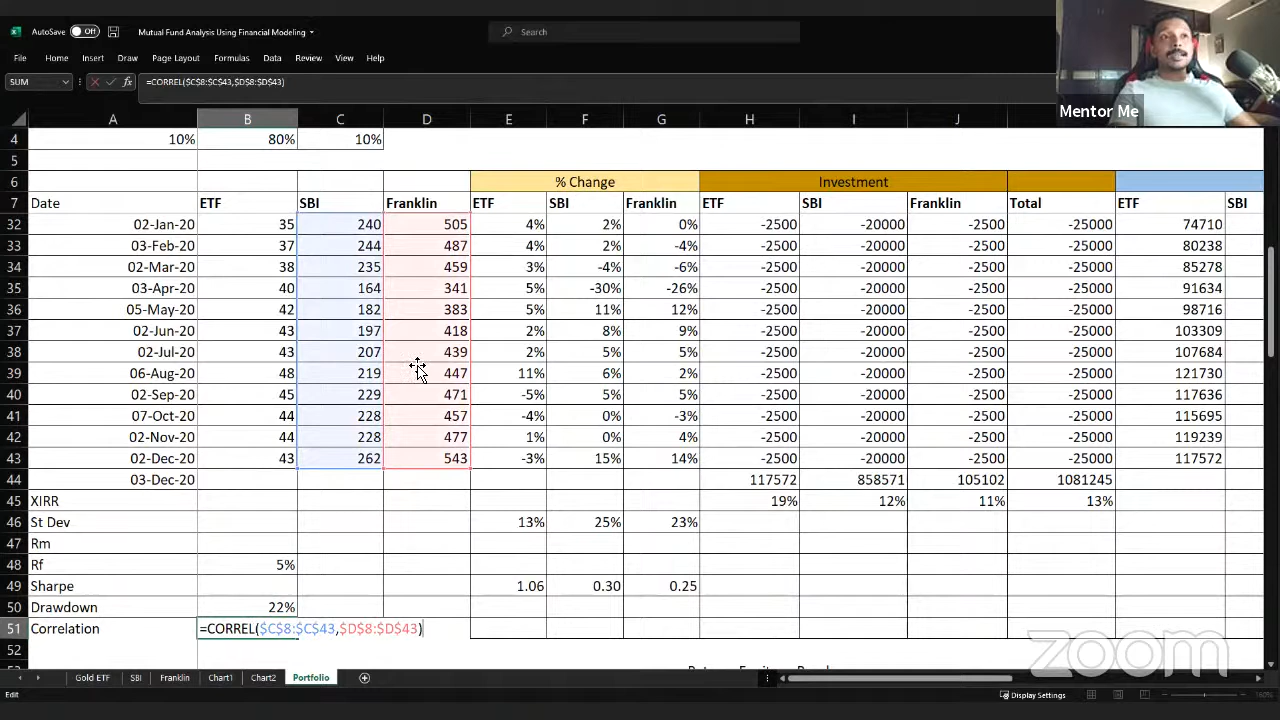 AutoSave Off Mutual Fund Analysis Using Financial Modeling Search
File Home Insert Draw Page Layout Formulas Data Review View Help
SUM fx =CORREL($C$8:$C$43,$D$8:$D$43)
Mentor Me
A B C D E F G H I J K L
4 10% 80% 10%
5
6 % Change Investment
7 Date ETF SBI Franklin ETF SBI Franklin ETF SBI Franklin Total ETF SBI
32 02-Jan-20 35 240 505 4% 2% 0% -2500 -20000 -2500 -25000 74710
33 03-Feb-20 37 244 487 4% 2% -4% -2500 -20000 -2500 -25000 80238
34 02-Mar-20 38 235 459 3% -4% -6% -2500 -20000 -2500 -25000 85278
35 03-Apr-20 40 164 341 5% -30% -26% -2500 -20000 -2500 -25000 91634
36 05-May-20 42 182 383 5% 11% 12% -2500 -20000 -2500 -25000 98716
37 02-Jun-20 43 197 418 2% 8% 9% -2500 -20000 -2500 -25000 103309
38 02-Jul-20 43 207 439 2% 5% 5% -2500 -20000 -2500 -25000 107684
39 06-Aug-20 48 219 447 11% 6% 2% -2500 -20000 -2500 -25000 121730
40 02-Sep-20 45 229 471 -5% 5% 5% -2500 -20000 -2500 -25000 117636
41 07-Oct-20 44 228 457 -4% 0% -3% -2500 -20000 -2500 -25000 115695
42 02-Nov-20 44 228 477 1% 0% 4% -2500 -20000 -2500 -25000 119239
43 02-Dec-20 43 262 543 -3% 15% 14% -2500 -20000 -2500 -25000 117572
44 03-Dec-20 117572 858571 105102 1081245
45 XIRR 19% 12% 11% 13%
46 St Dev 13% 25% 23%
47 Rm
48 Rf 5%
49 Sharpe 1.06 0.30 0.25
50 Drawdown 22%
51 Correlation =CORREL($C$8:$C$43,$D$8:$D$43)
52
zoom
Gold ETF SBI Franklin Chart1 Chart2 Portfolio
Edit Display Settings